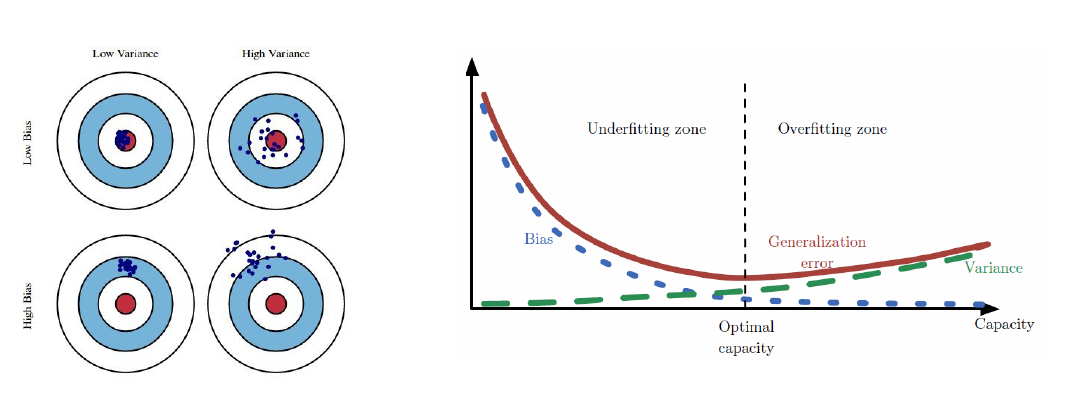 Low Variance
High Variance
Low Bias
High Bias
Underfitting zone
Overfitting zone
Bias
Generalization
error
Variance
Optimal
capacity
Capacity